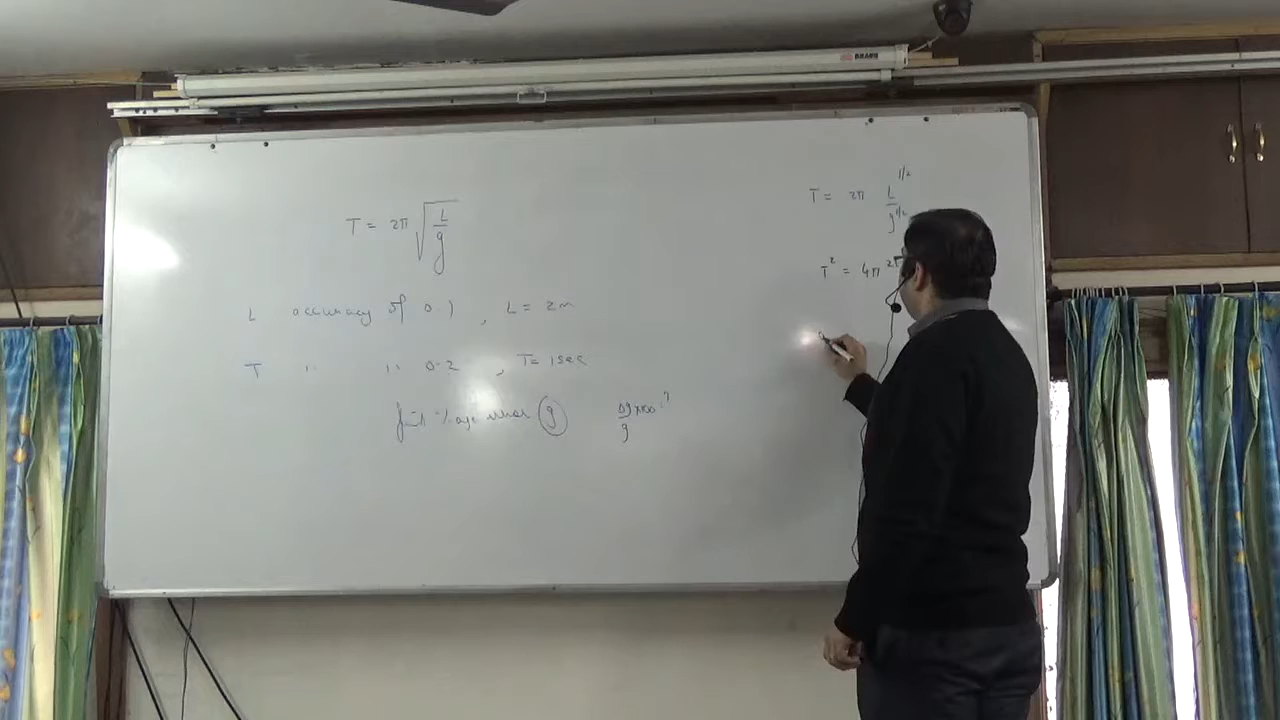 T = 2π √(L/g)
L accuracy of 0.1 , L = 2m
T '' '' 0.2 , T = 1sec
find %age error g Δg/g x100 ?
T = 2π L^1/2 / g^1/2
T² = 4π²